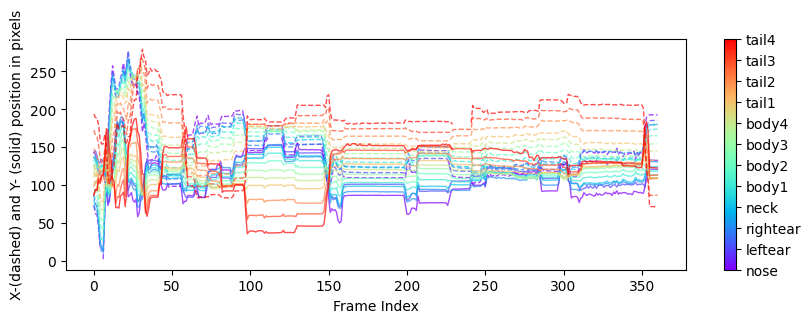 X-(dashed) and Y- (solid) position in pixels
250
200
150
100
50
0
0 50 100 150 200 250 300 350
Frame Index
tail4
tail3
tail2
tail1
body4
body3
body2
body1
neck
rightear
leftear
nose